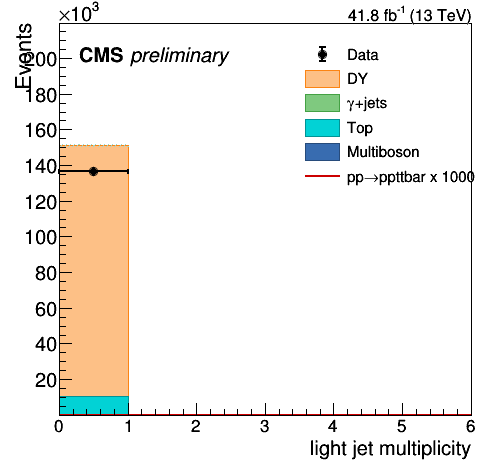 ×10³
41.8 fb⁻¹ (13 TeV)
Events
CMS preliminary
Data
DY
γ+jets
Top
Multiboson
pp→ppttbar x 1000
200
180
160
140
120
100
80
60
40
20
0 1 2 3 4 5 6
light jet multiplicity